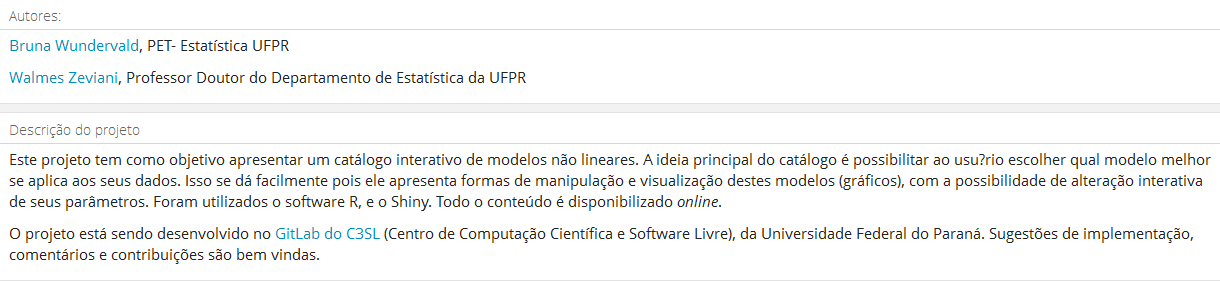 Autores:
Bruna Wundervald, PET- Estatística UFPR
Walmes Zeviani, Professor Doutor do Departamento de Estatística da UFPR
Descrição do projeto
Este projeto tem como objetivo apresentar um catálogo interativo de modelos não lineares. A ideia principal do catálogo é possibilitar ao usu?rio escolher qual modelo melhor
se aplica aos seus dados. Isso se dá facilmente pois ele apresenta formas de manipulação e visualização destes modelos (gráficos), com a possibilidade de alteração interativa
de seus parâmetros. Foram utilizados o software R, e o Shiny. Todo o conteúdo é disponibilizado online.
O projeto está sendo desenvolvido no GitLab do C3SL (Centro de Computação Científica e Software Livre), da Universidade Federal do Paraná. Sugestões de implementação,
comentários e contribuições são bem vindas.